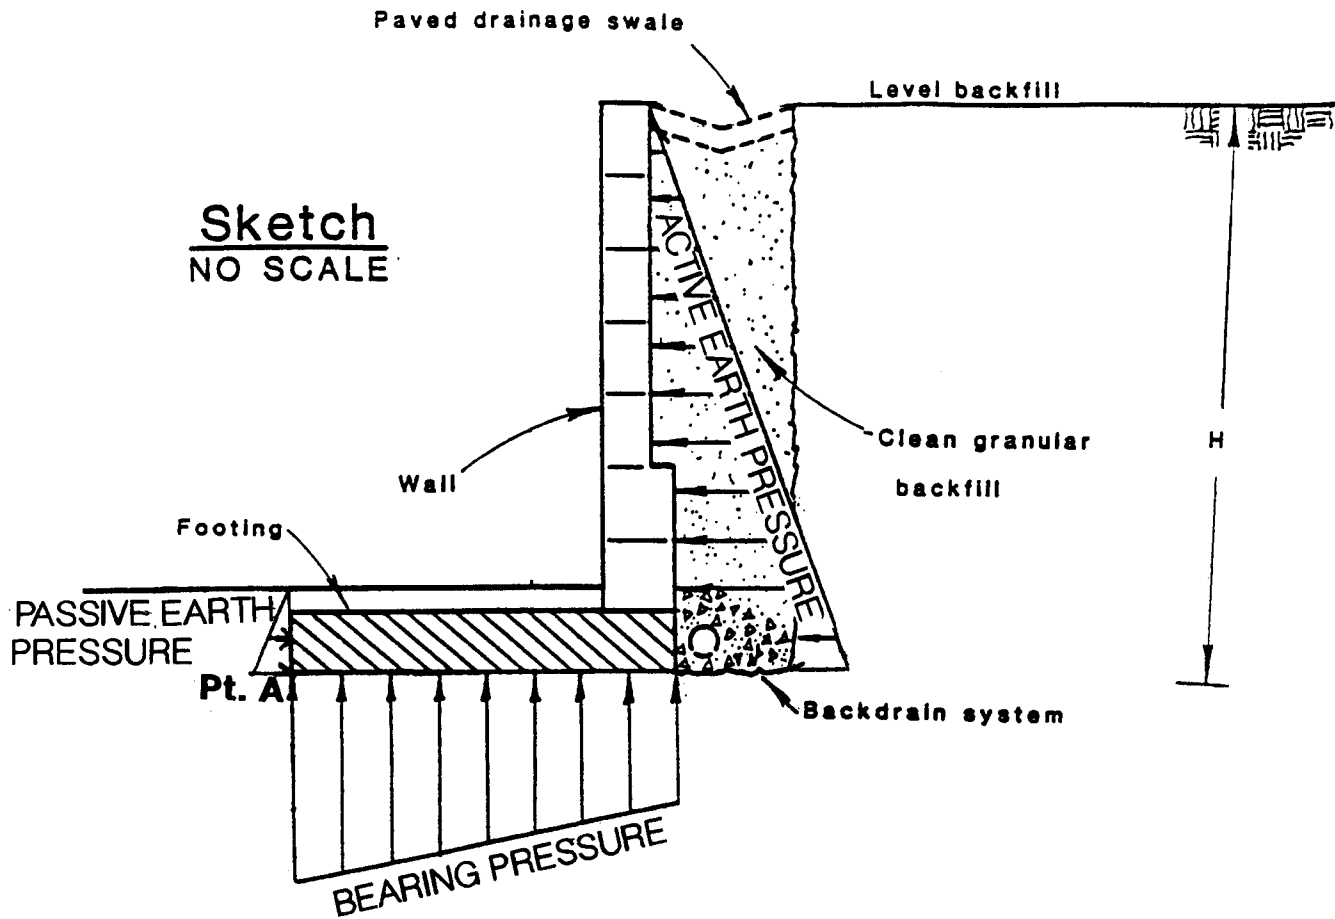 Paved drainage swale
Level backfill
Sketch
NO SCALE
ACTIVE EARTH PRESSURE
Clean granular
backfill
H
Wall
Footing
PASSIVE EARTH
PRESSURE
Pt. A
Backdrain system
BEARING PRESSURE